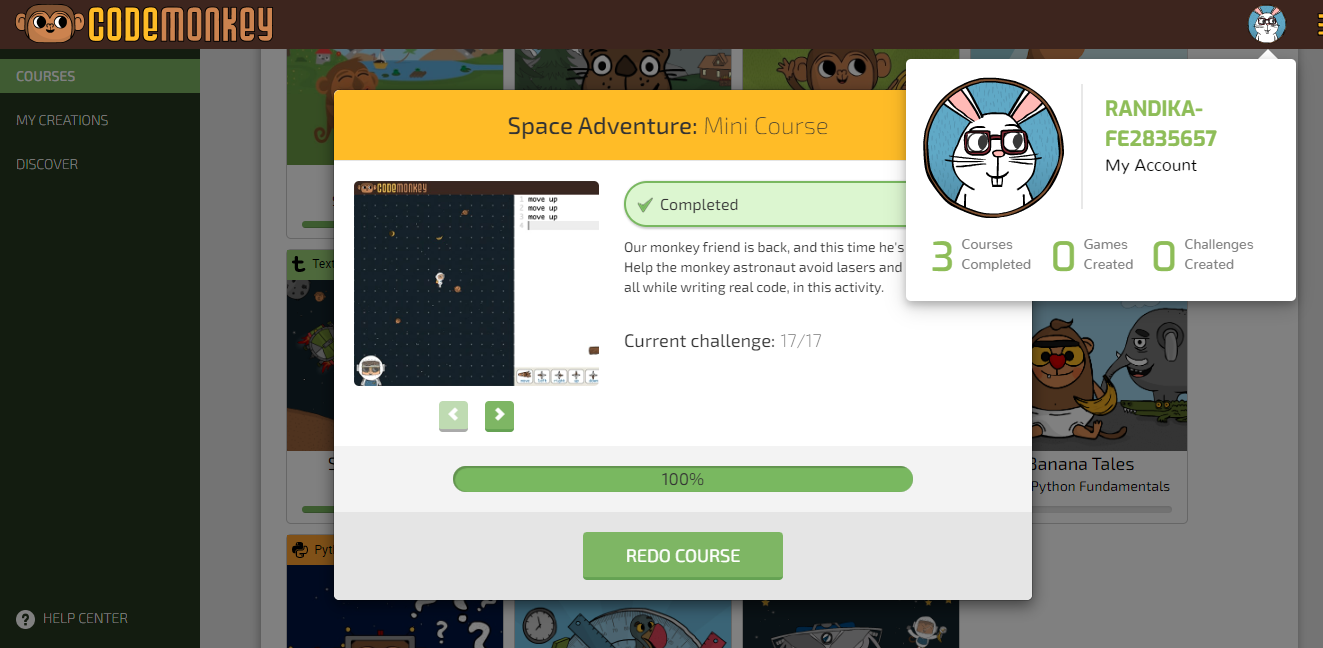 CODEMONKEY
COURSES
MY CREATIONS
DISCOVER
HELP CENTER
Space Adventure: Mini Course
CODEMONKEY
1 move up
2 move up
3 move up
4
Completed
Our monkey friend is back, and this time he's
Help the monkey astronaut avoid lasers and
all while writing real code, in this activity.
Current challenge: 17/17
100%
REDO COURSE
RANDIKA-
FE2835657
My Account
3 Courses
Completed
0 Games
Created
0 Challenges
Created
Text
Banana Tales
Python Fundamentals
Pyt